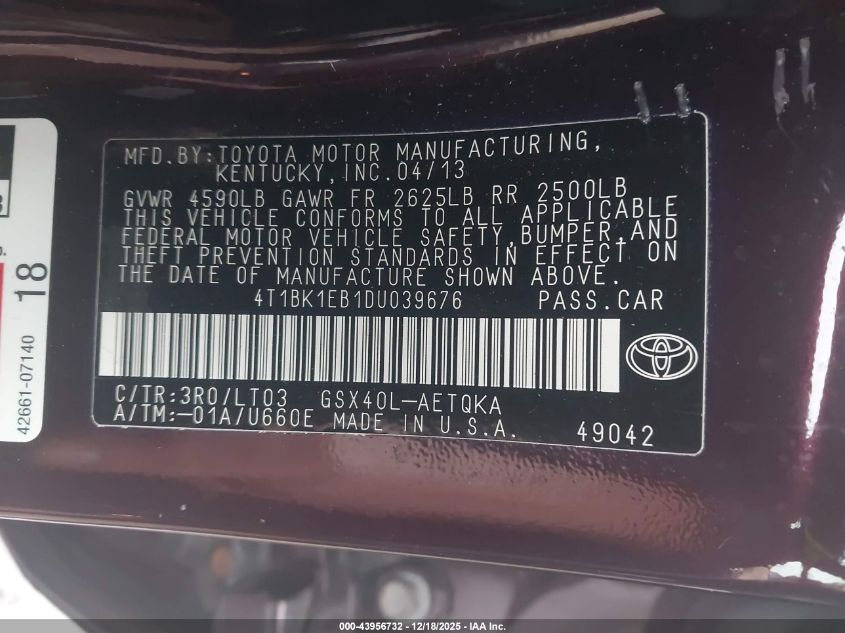 MFD.BY:TOYOTA MOTOR MANUFACTURING,
KENTUCKY,INC.04/13
GVWR 4590LB GAWR FR 2625LB RR 2500LB
THIS VEHICLE CONFORMS TO ALL APPLICABLE
FEDERAL MOTOR VEHICLE SAFETY,BUMPER,AND
THEFT PREVENTION STANDARDS IN EFFECT ON
THE DATE OF MANUFACTURE SHOWN ABOVE.
4T1BK1EB1DU039676 PASS.CAR
C/TR:3R0/LT03 GSX40L-AETQKA
A/TM:-01A/U660E MADE IN U.S.A. 49042
18
42661-07140
000-43956732 - 12/18/2025 - IAA Inc.